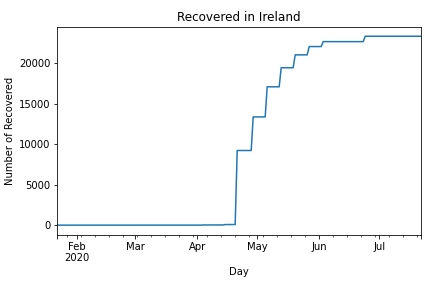 Recovered in Ireland
Number of Recovered
20000
15000
10000
5000
0
Feb Mar Apr May Jun Jul
2020
Day